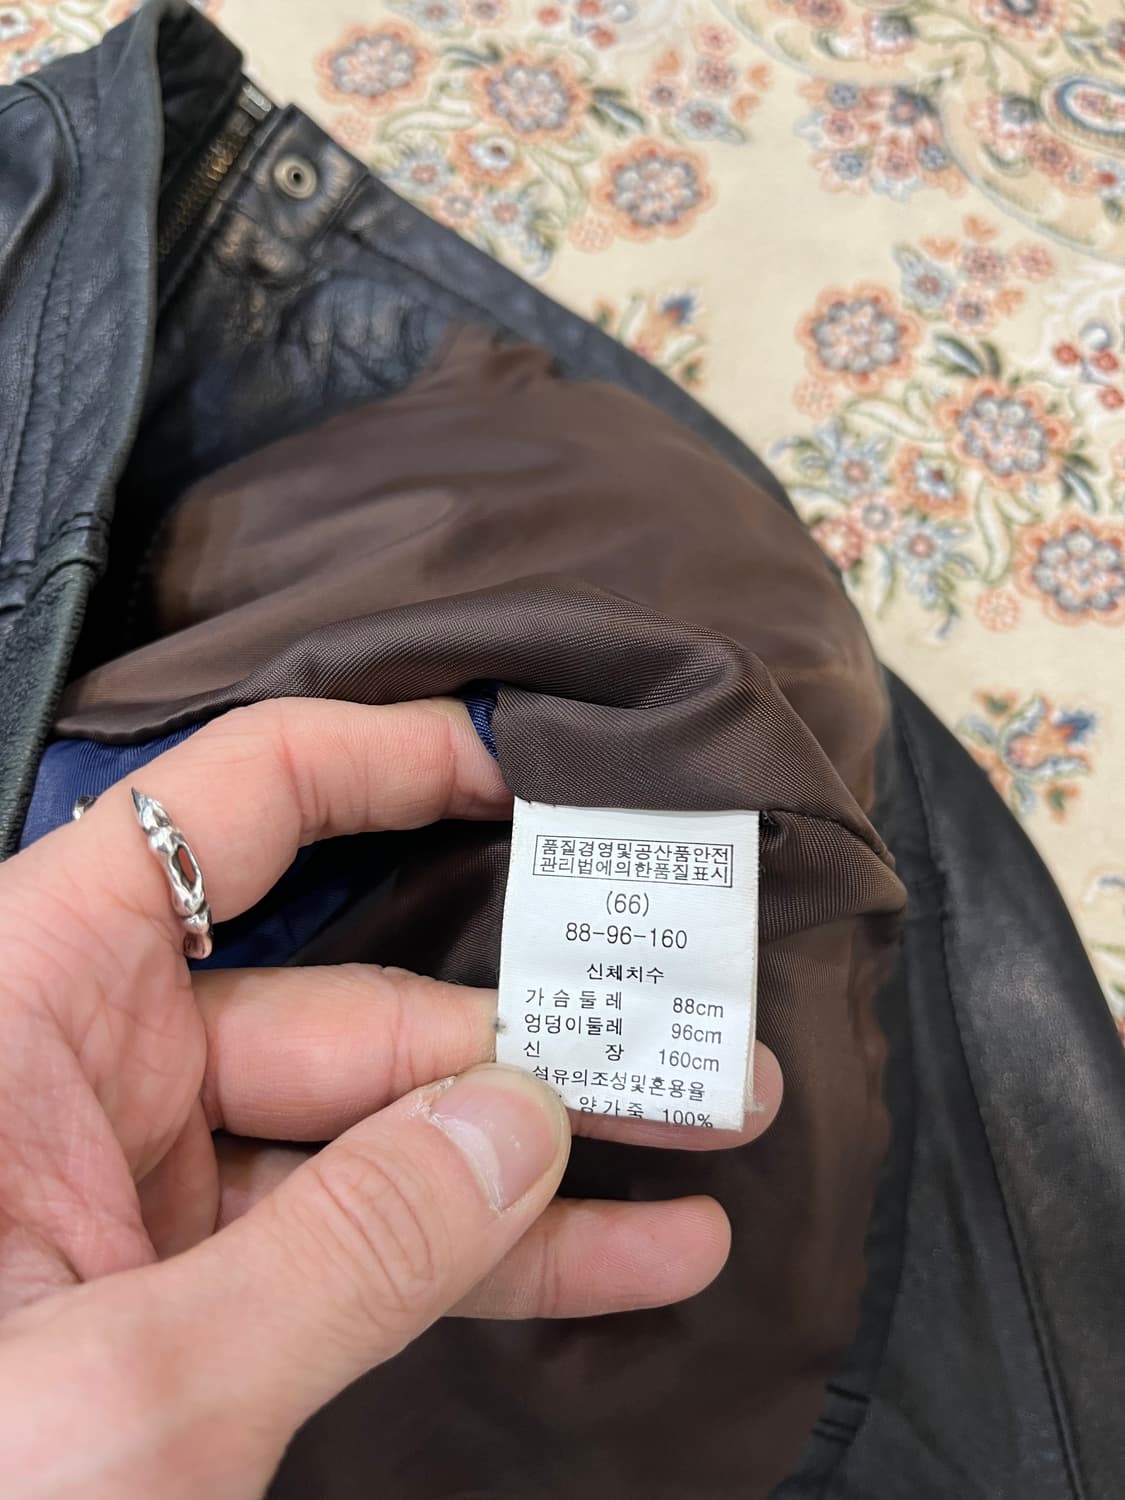 품질경영및공산품안전
관리법에의한품질표시
(66)
88-96-160
신체치수
가슴둘레 88cm
엉덩이둘레 96cm
신장 160cm
섬유의조성및혼용율
양가죽 100%